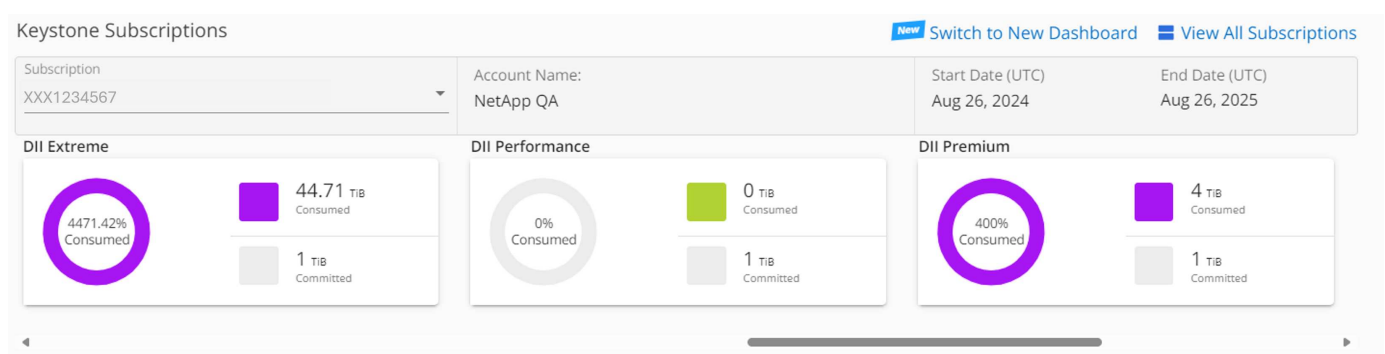 Keystone Subscriptions
New Switch to New Dashboard View All Subscriptions
Subscription
XXX1234567
Account Name:
NetApp QA
Start Date (UTC)
Aug 26, 2024
End Date (UTC)
Aug 26, 2025
DII Extreme
4471.42%
Consumed
44.71 TiB
Consumed
1 TiB
Committed
DII Performance
0%
Consumed
0 TiB
Consumed
1 TiB
Committed
DII Premium
400%
Consumed
4 TiB
Consumed
1 TiB
Committed